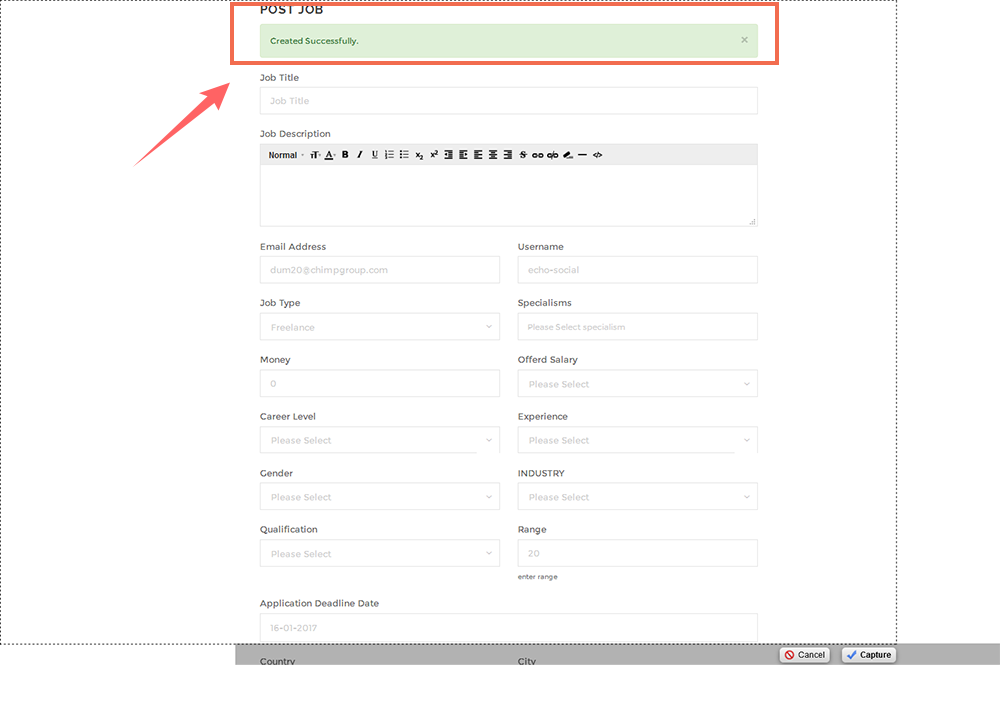 POST JOB
Created Successfully. ×
Job Title
Job Title
Job Description
Normal
Email Address Username
dum20@chimpgroup.com echo-social
Job Type Specialisms
Freelance Please Select specialism
Money Offerd Salary
0 Please Select
Career Level Experience
Please Select Please Select
Gender INDUSTRY
Please Select Please Select
Qualification Range
Please Select 20
enter range
Application Deadline Date
16-01-2017
Cancel Capture
Country City